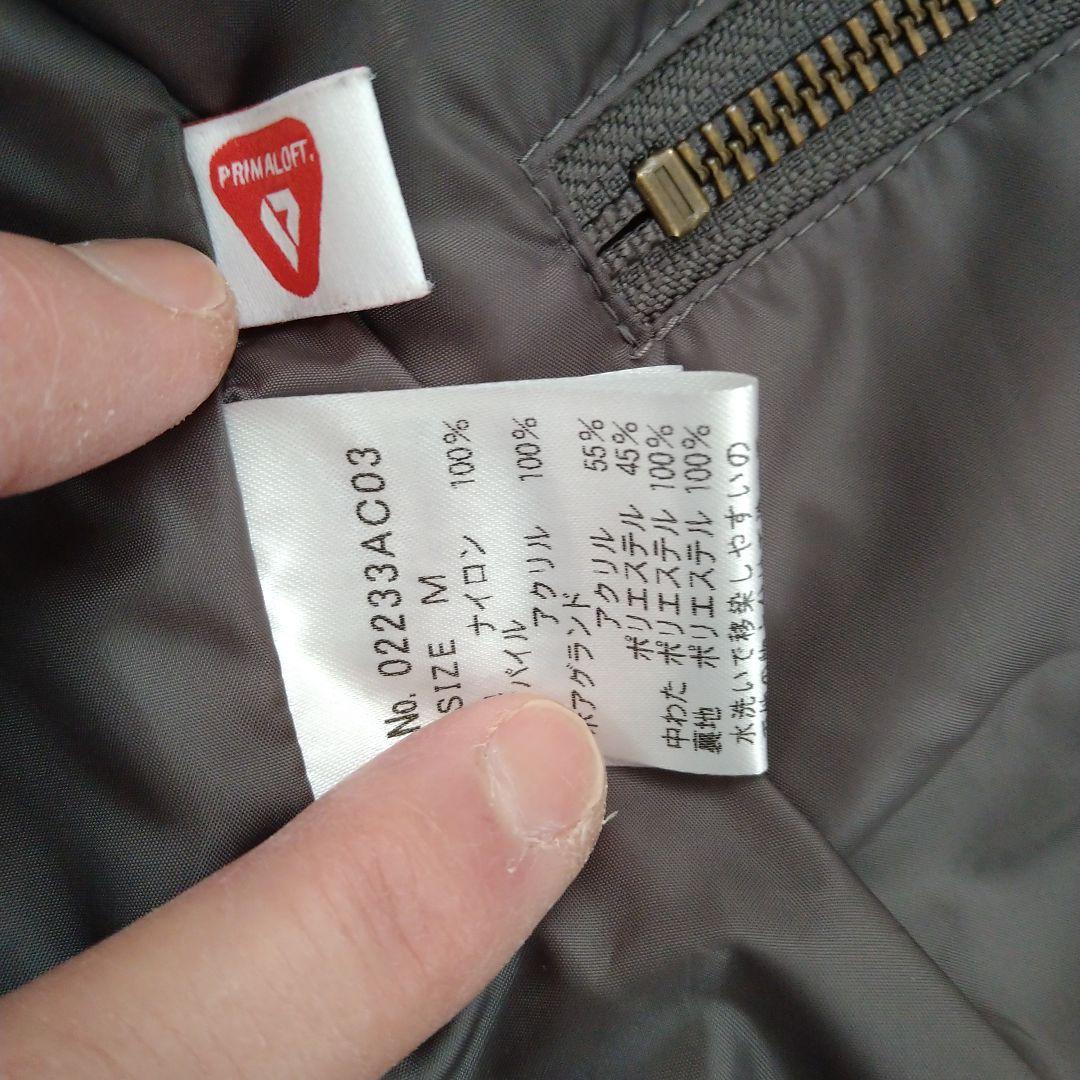 PRIMALOFT.
No. 02233AC03
SIZE M
ナイロン 100%
パイル
アクリル 100%
アグランド
アクリル 55%
ポリエステル 45%
中わた ポリエステル 100%
裏地 ポリエステル 100%
水洗いで移染しやすいの